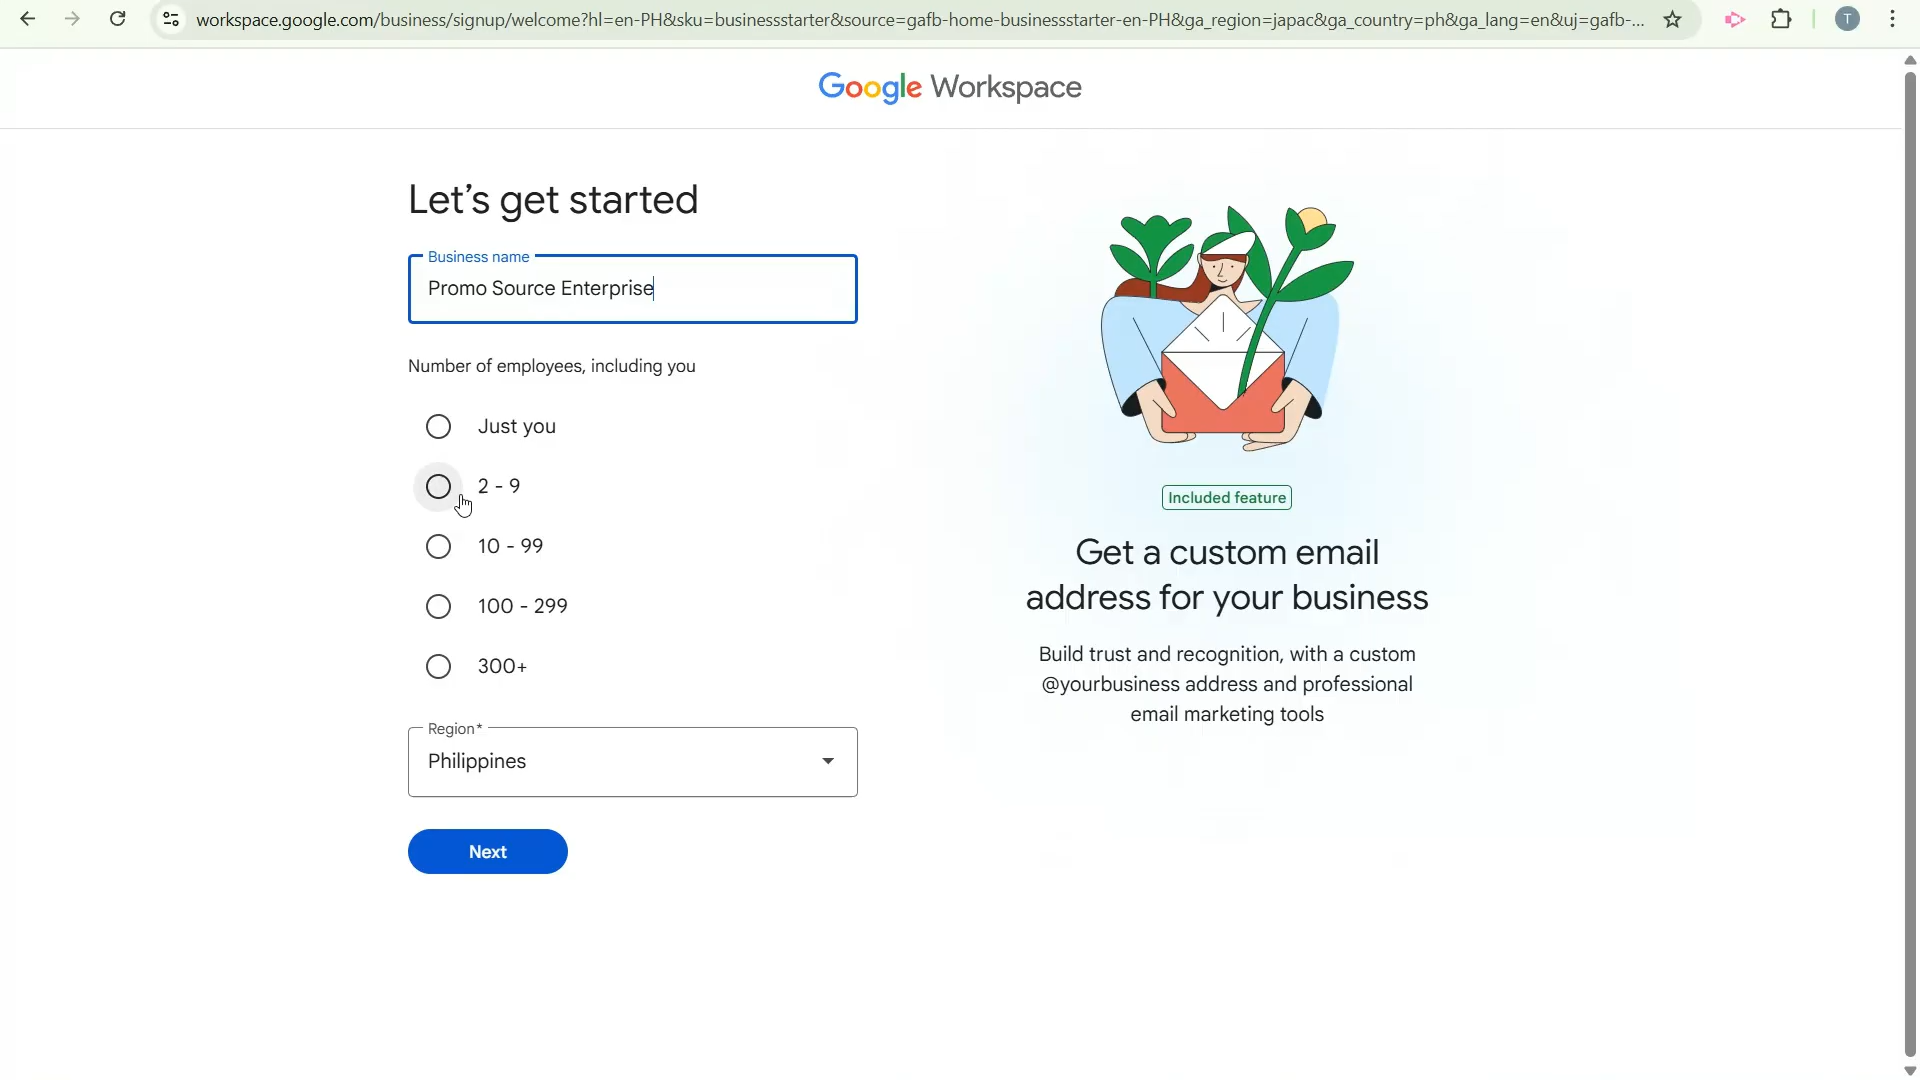 workspace.google.com/business/signup/welcome?hl=en-PH&sku=businessstarter&source=gafb-home-businessstarter-en-PH&ga_region=japac&ga_country=ph&ga_lang=en&uj=gafb-...
T
Google Workspace
Let’s get started
Business name
Promo Source Enterprise
Number of employees, including you
Just you
2 - 9
10 - 99
100 - 299
300+
Region*
Philippines
Next
Included feature
Get a custom email
address for your business
Build trust and recognition, with a custom
@yourbusiness address and professional
email marketing tools